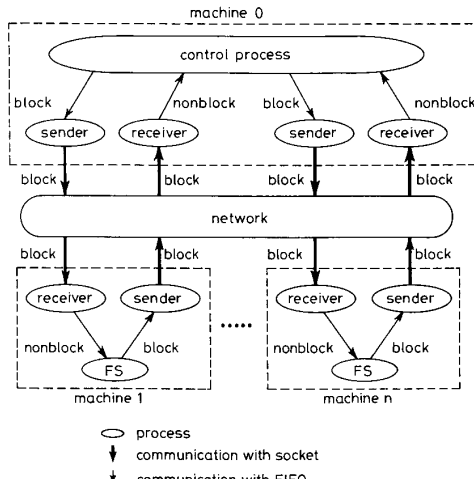 machine 0
control process
block nonblock block nonblock
sender receiver sender receiver
block block block block
network
block block block block
receiver sender receiver sender
nonblock block nonblock block
.....
FS FS
machine 1 machine n
process
communication with socket
communication with FIFO